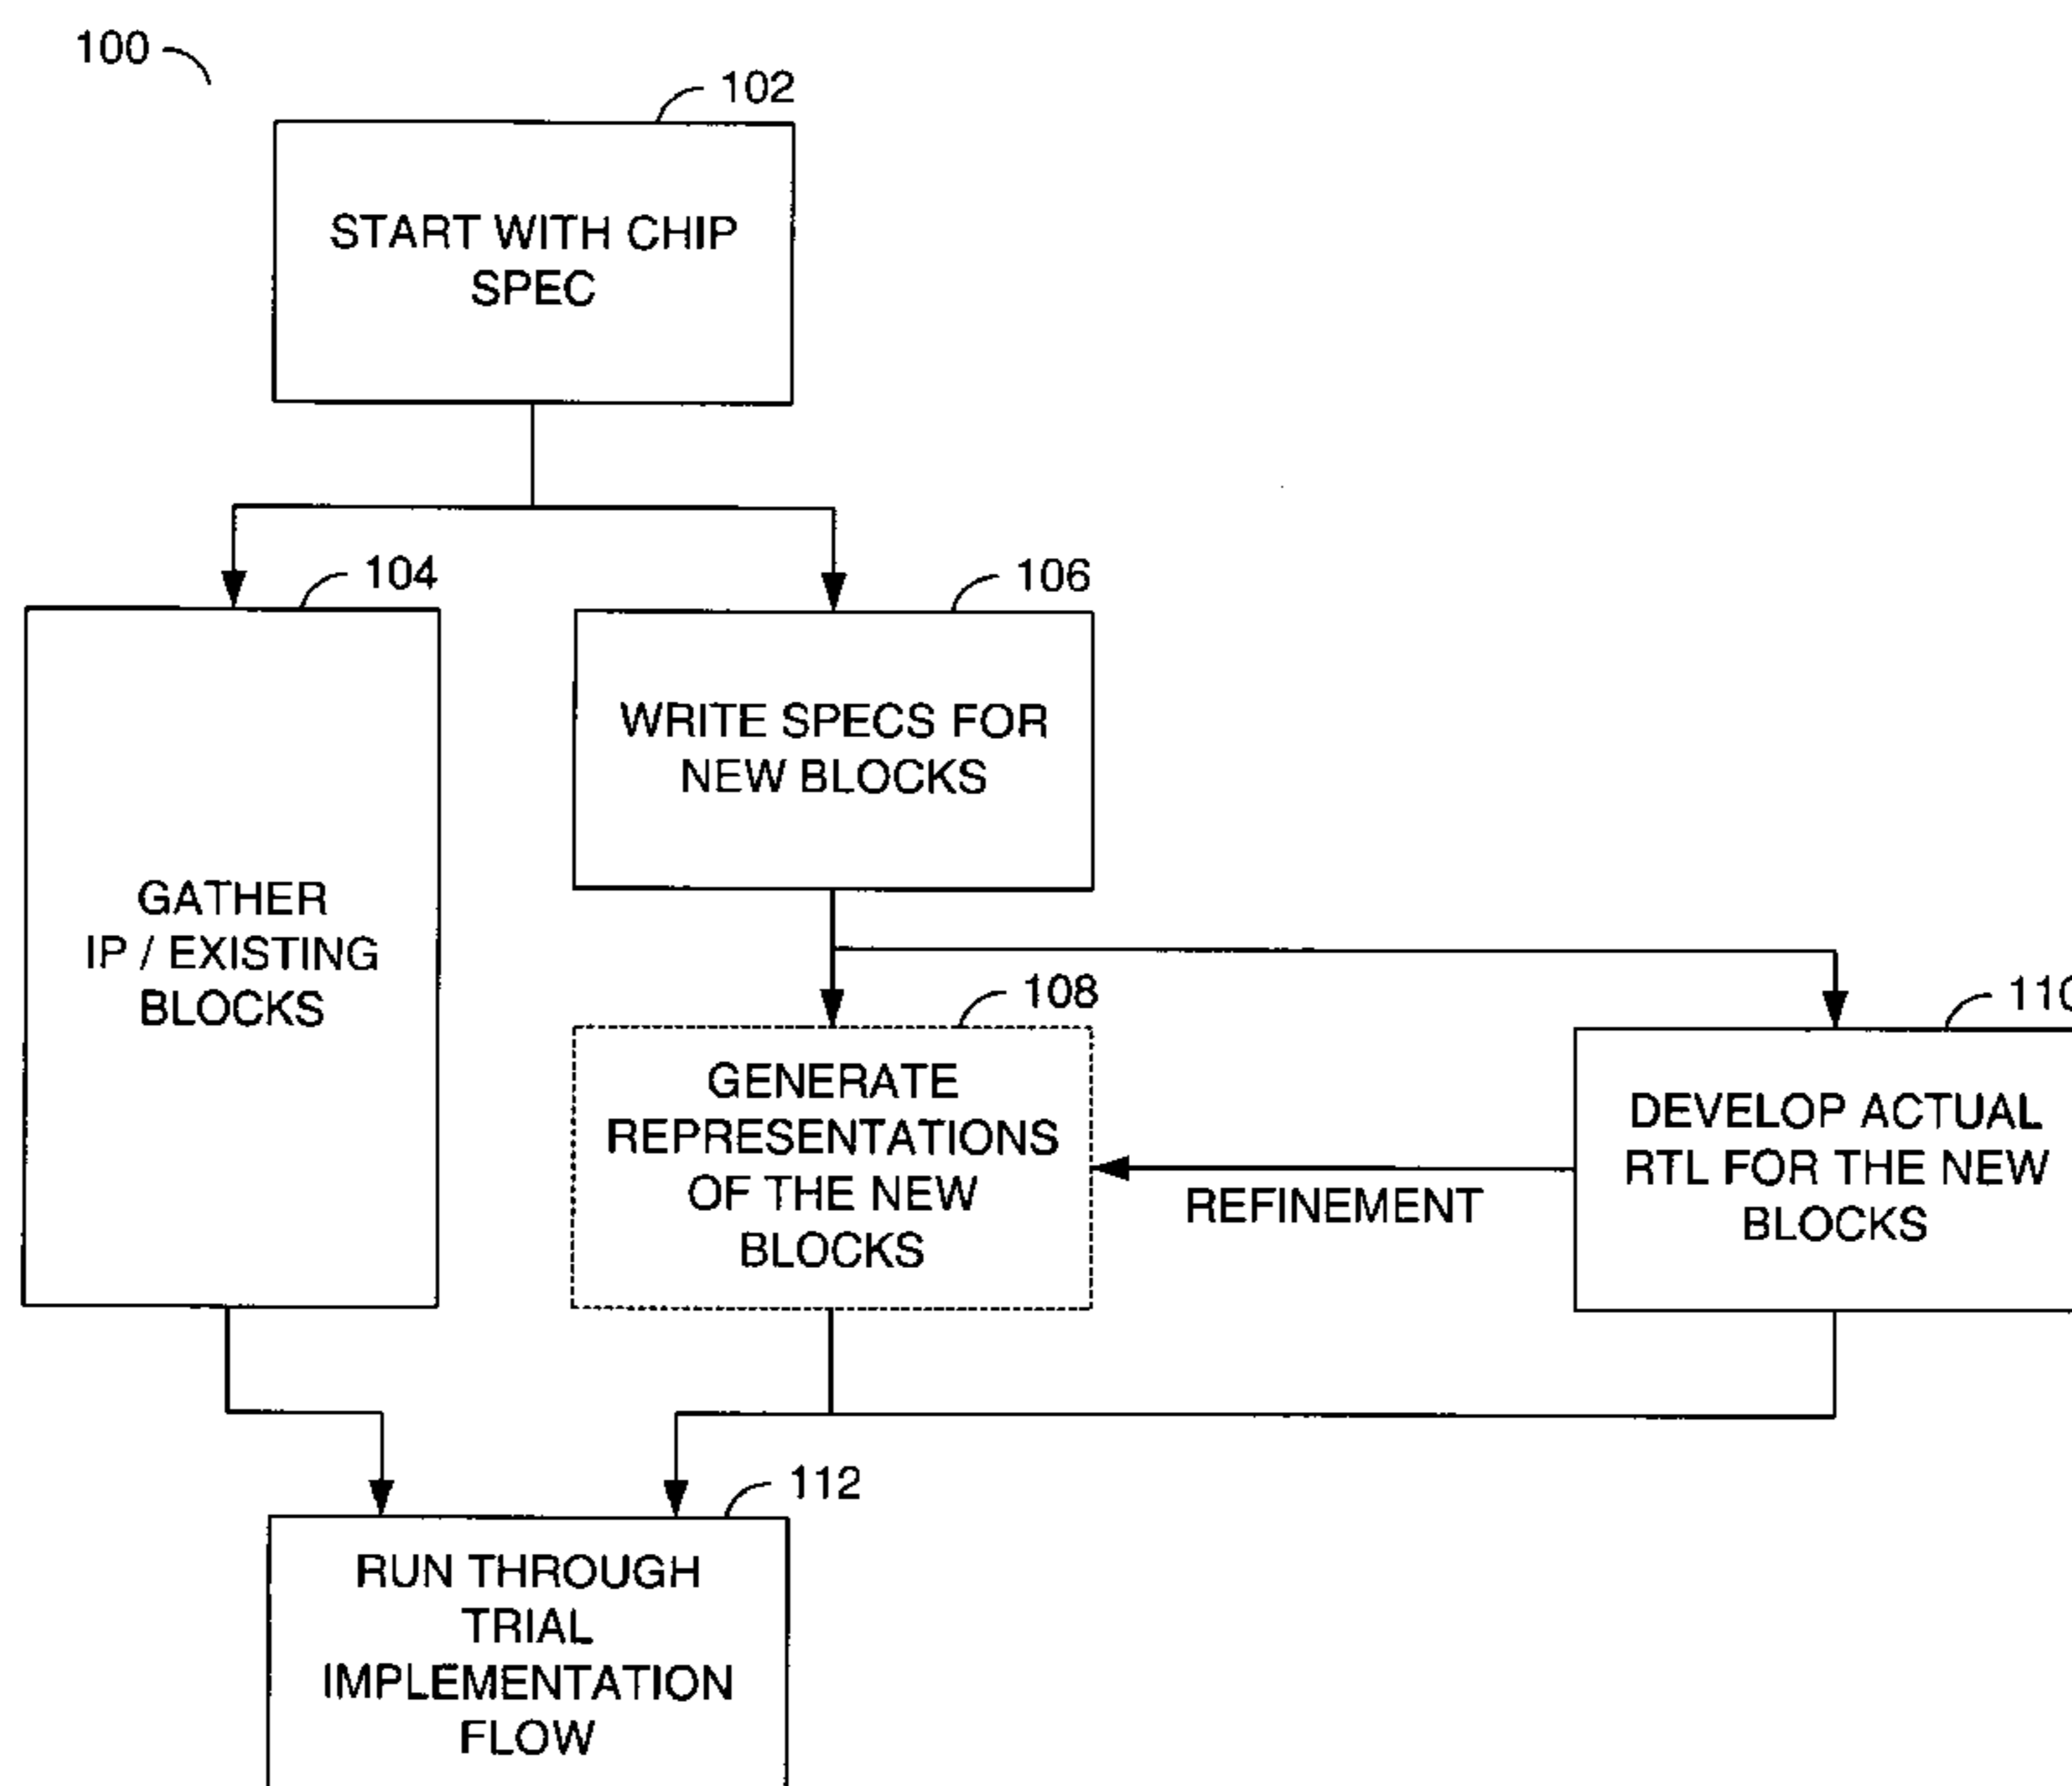 100
102
START WITH CHIP
SPEC
104
106
GATHER
IP / EXISTING
BLOCKS
WRITE SPECS FOR
NEW BLOCKS
108
110
GENERATE
REPRESENTATIONS
OF THE NEW
BLOCKS
REFINEMENT
DEVELOP ACTUAL
RTL FOR THE NEW
BLOCKS
112
RUN THROUGH
TRIAL
IMPLEMENTATION
FLOW